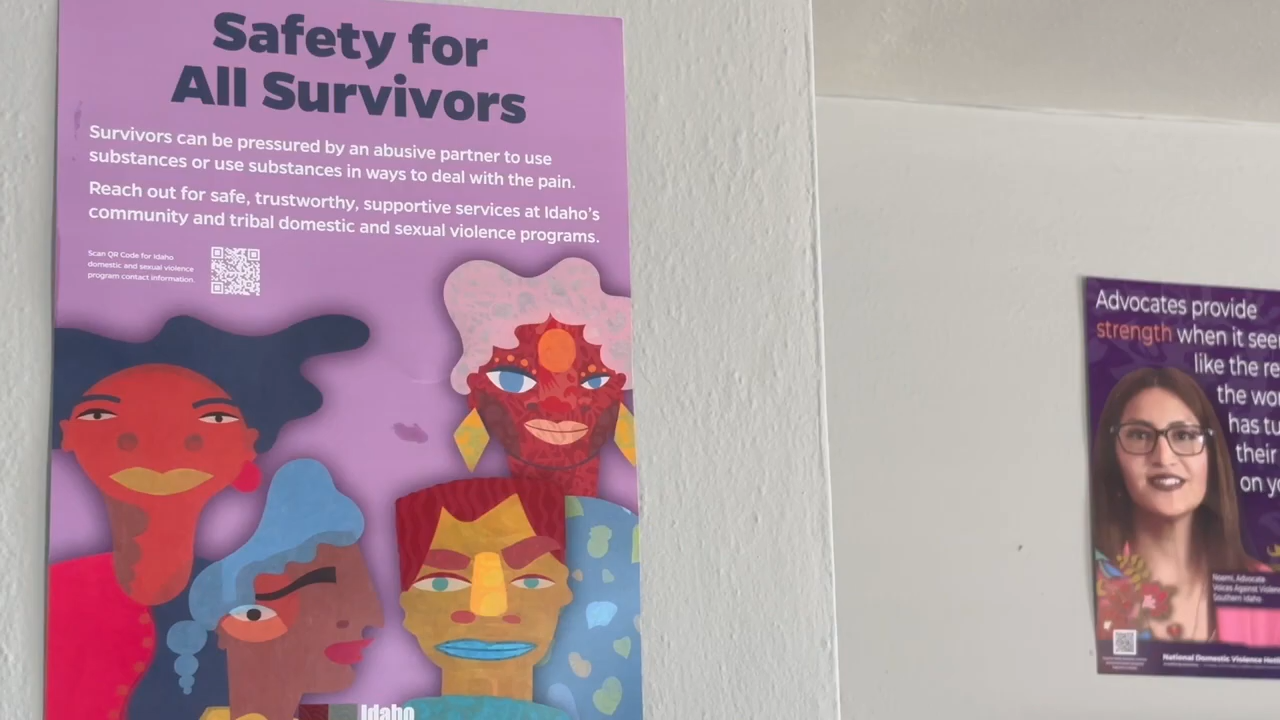 Safety for
All Survivors
Survivors can be pressured by an abusive partner to use
substances or use substances in ways to deal with the pain.
Reach out for safe, trustworthy, supportive services at Idaho's
community and tribal domestic and sexual violence programs.
Scan QR Code for Idaho
domestic and sexual violence
program contact information.
Idaho
Advocates provide
strength when it see
like the re
the wo
has tu
their
on yo
Noemi, Advocate
Voices Against Violen
Southern Idaho
National Domestic Violence Hotl